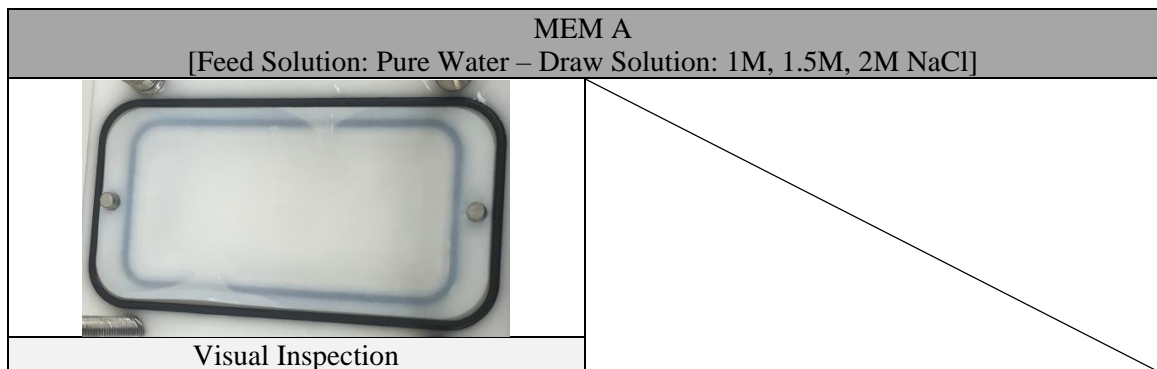 MEM A
[Feed Solution: Pure Water – Draw Solution: 1M, 1.5M, 2M NaCl]
Visual Inspection